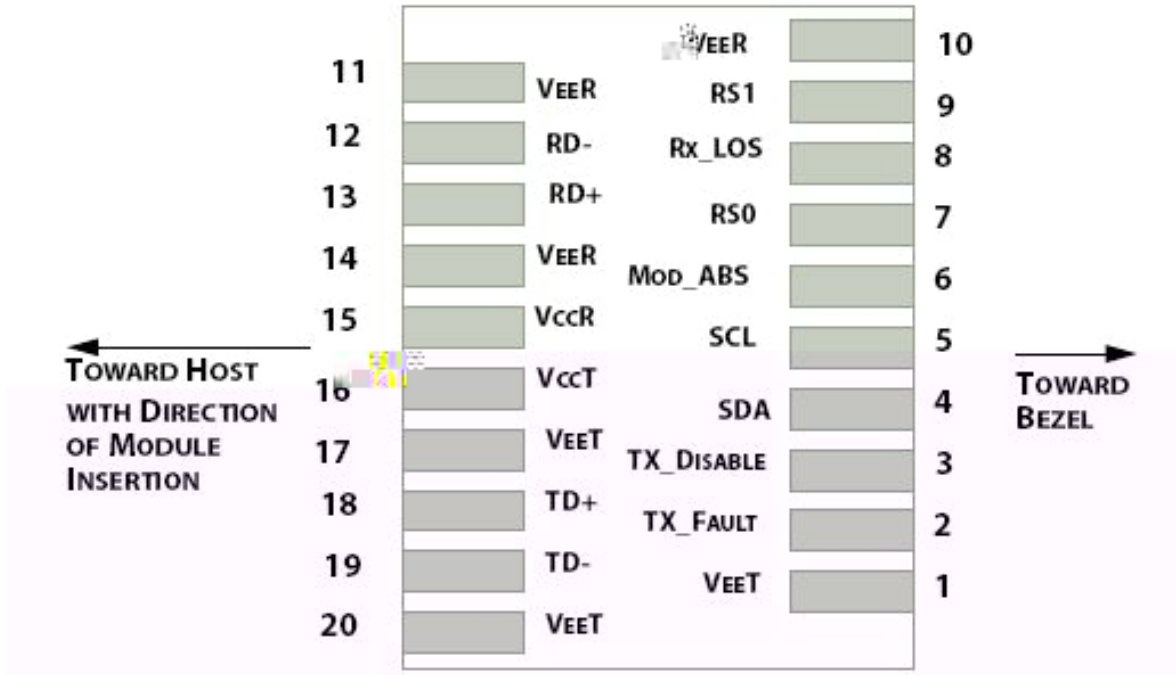 VEER 10
11 VEER
RS1 9
12 RD-
Rx_LOS 8
13 RD+
RS0 7
14 VEER
MOD_ABS 6
15 VCCR
SCL 5
TOWARD HOST
WITH DIRECTION
OF MODULE
INSERTION
TOWARD
BEZEL
16 VCCT
SDA 4
17 VEET
TX_DISABLE 3
18 TD+
TX_FAULT 2
19 TD-
VEET 1
20 VEET